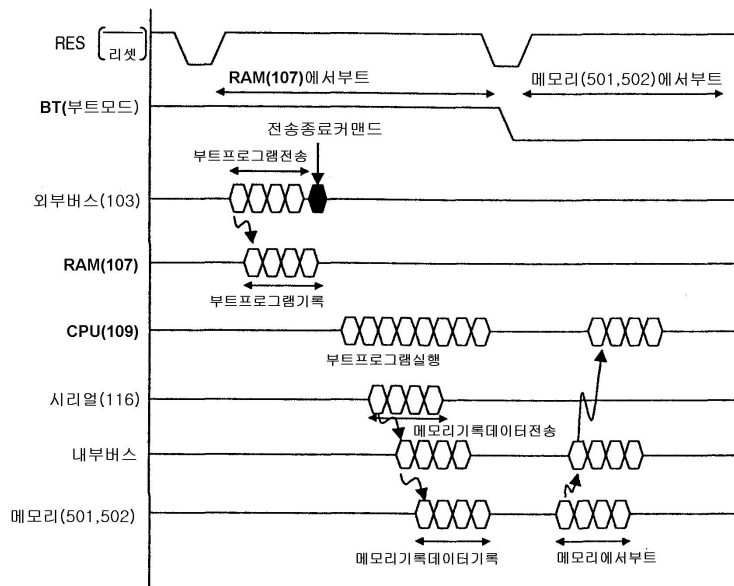 RES (리셋)
RAM(107)에서부트
메모리(501,502)에서부트
BT(부트모드)
전송종료커맨드
부트프로그램전송
외부버스(103)
RAM(107)
부트프로그램기록
CPU(109)
부트프로그램실행
시리얼(116)
메모리기록데이터전송
내부버스
메모리(501,502)
메모리기록데이터기록
메모리에서부트